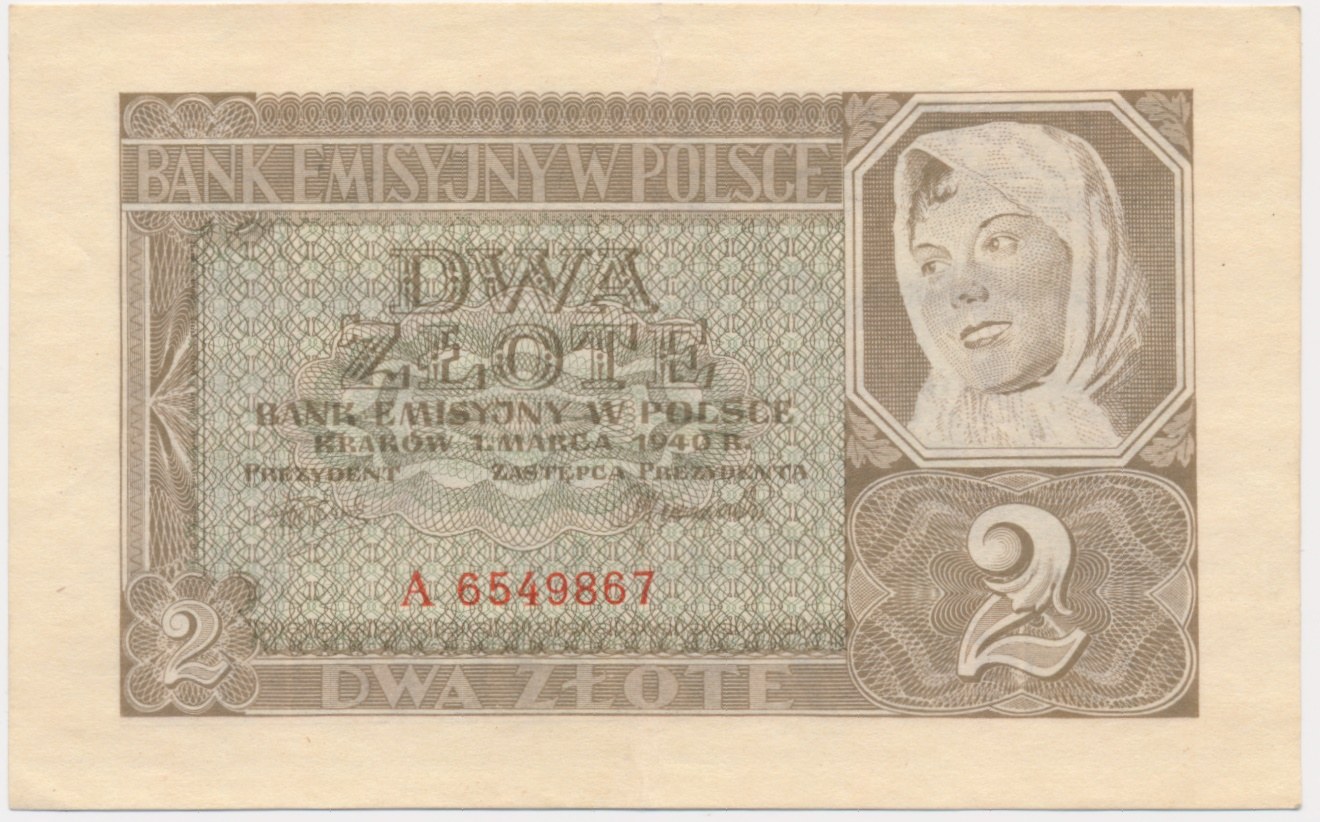 BANK EMISYJNY W POLSCE
DWA
ZŁOTE
BANK EMISYJNY W POLSCE
KRAKÓW 1. MARCA 1940 R.
PREZYDENT ZASTĘPCA PREZYDENTA
A 6549867
2
2
DWA ZŁOTE